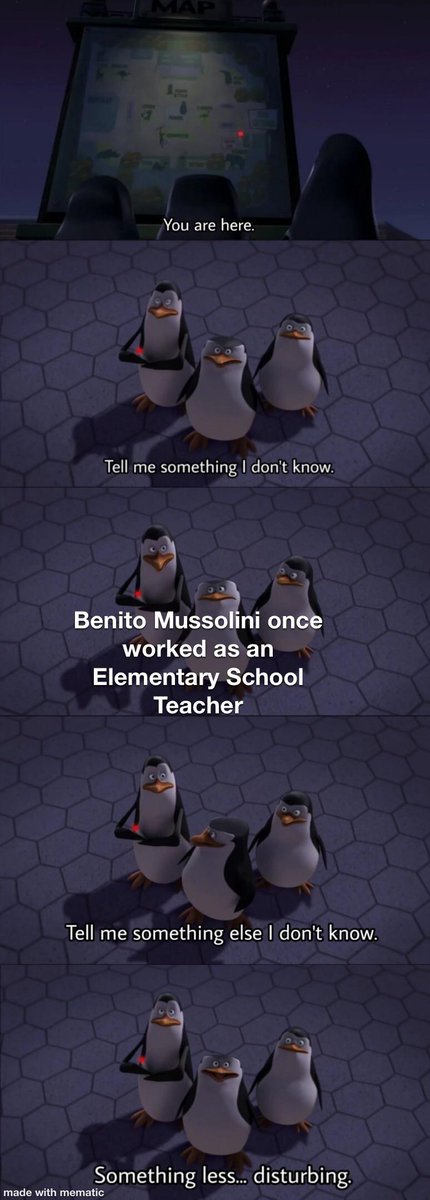 MAP
You are here.
Tell me something I don't know.
Benito Mussolini once
worked as an
Elementary School
Teacher
Tell me something else I don't know.
Something less... disturbing.
made with mematic